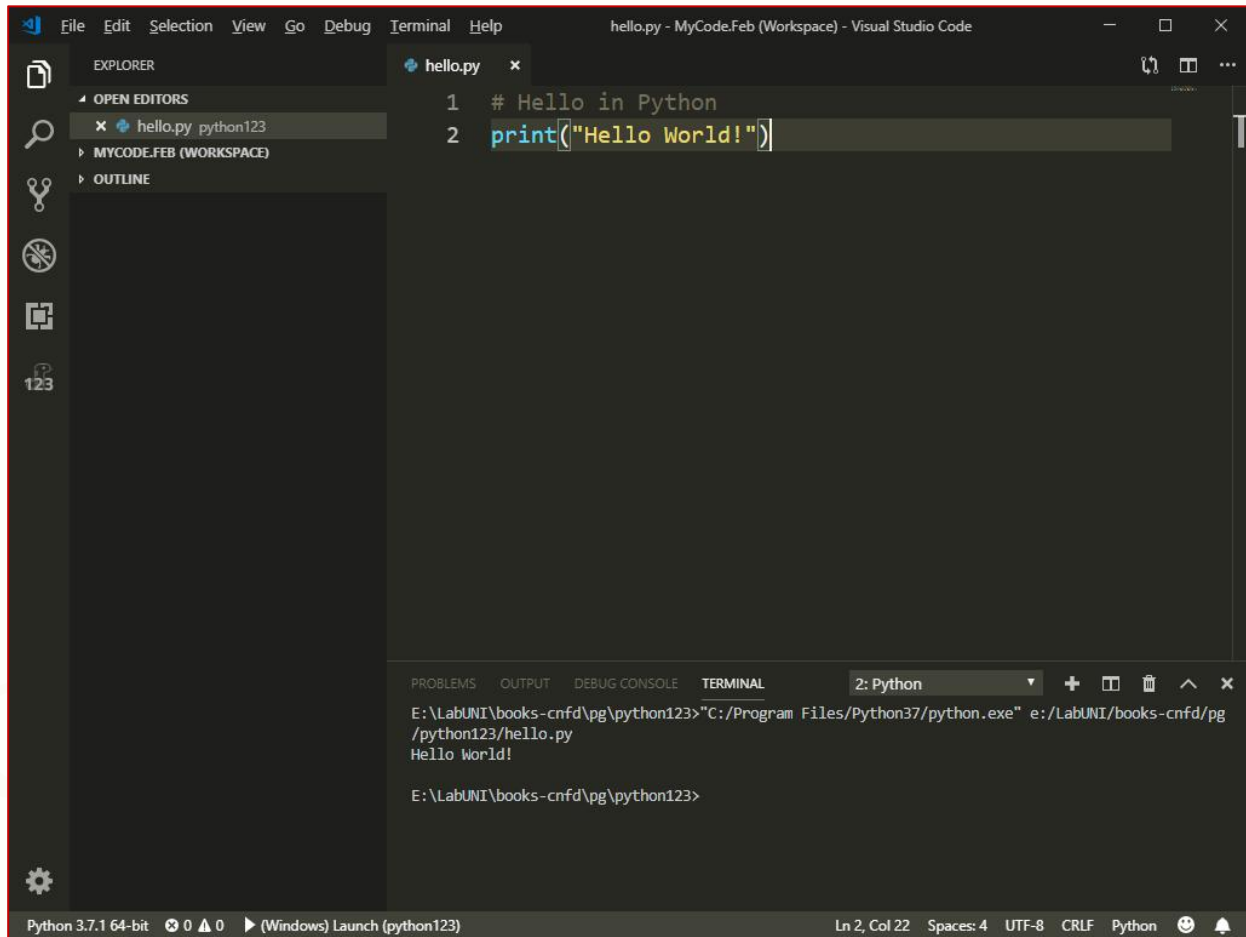 File Edit Selection View Go Debug Terminal Help hello.py - MyCode.Feb (Workspace) - Visual Studio Code
EXPLORER
OPEN EDITORS
hello.py python123
MYCODE.FEB (WORKSPACE)
OUTLINE
123
hello.py
1 # Hello in Python
2 print("Hello World!")
PROBLEMS OUTPUT DEBUG CONSOLE TERMINAL 2: Python
E:\LabUNI\books-cnfd\pg\python123>"C:/Program Files/Python37/python.exe" e:/LabUNI/books-cnfd/pg
/python123/hello.py
Hello World!
E:\LabUNI\books-cnfd\pg\python123>
Python 3.7.1 64-bit 0 0 (Windows) Launch (python123) Ln 2, Col 22 Spaces: 4 UTF-8 CRLF Python